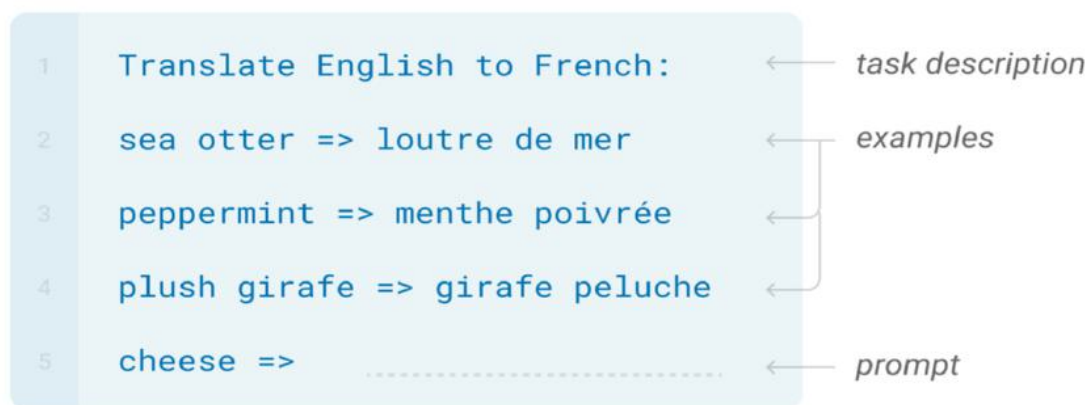 1 Translate English to French: task description
2 sea otter => loutre de mer examples
3 peppermint => menthe poivrée
4 plush girafe => girafe peluche
5 cheese => prompt